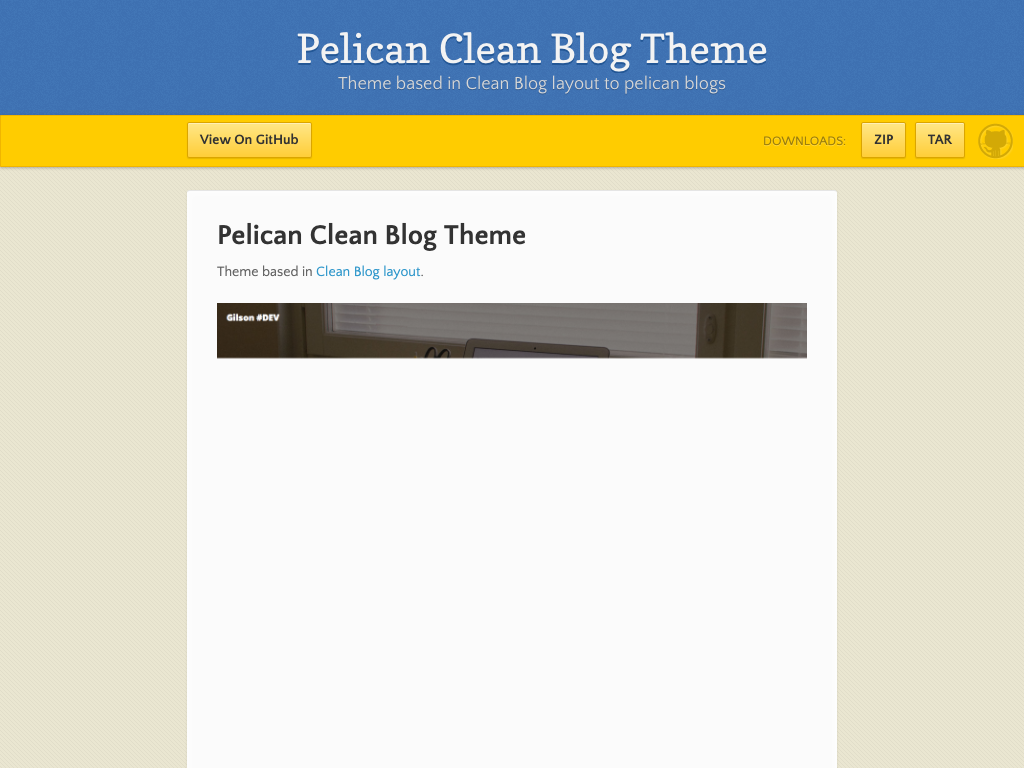 Pelican Clean Blog Theme
Theme based in Clean Blog layout to pelican blogs
View On GitHub
DOWNLOADS:
ZIP
TAR
Pelican Clean Blog Theme
Theme based in Clean Blog layout.
Gilson #DEV